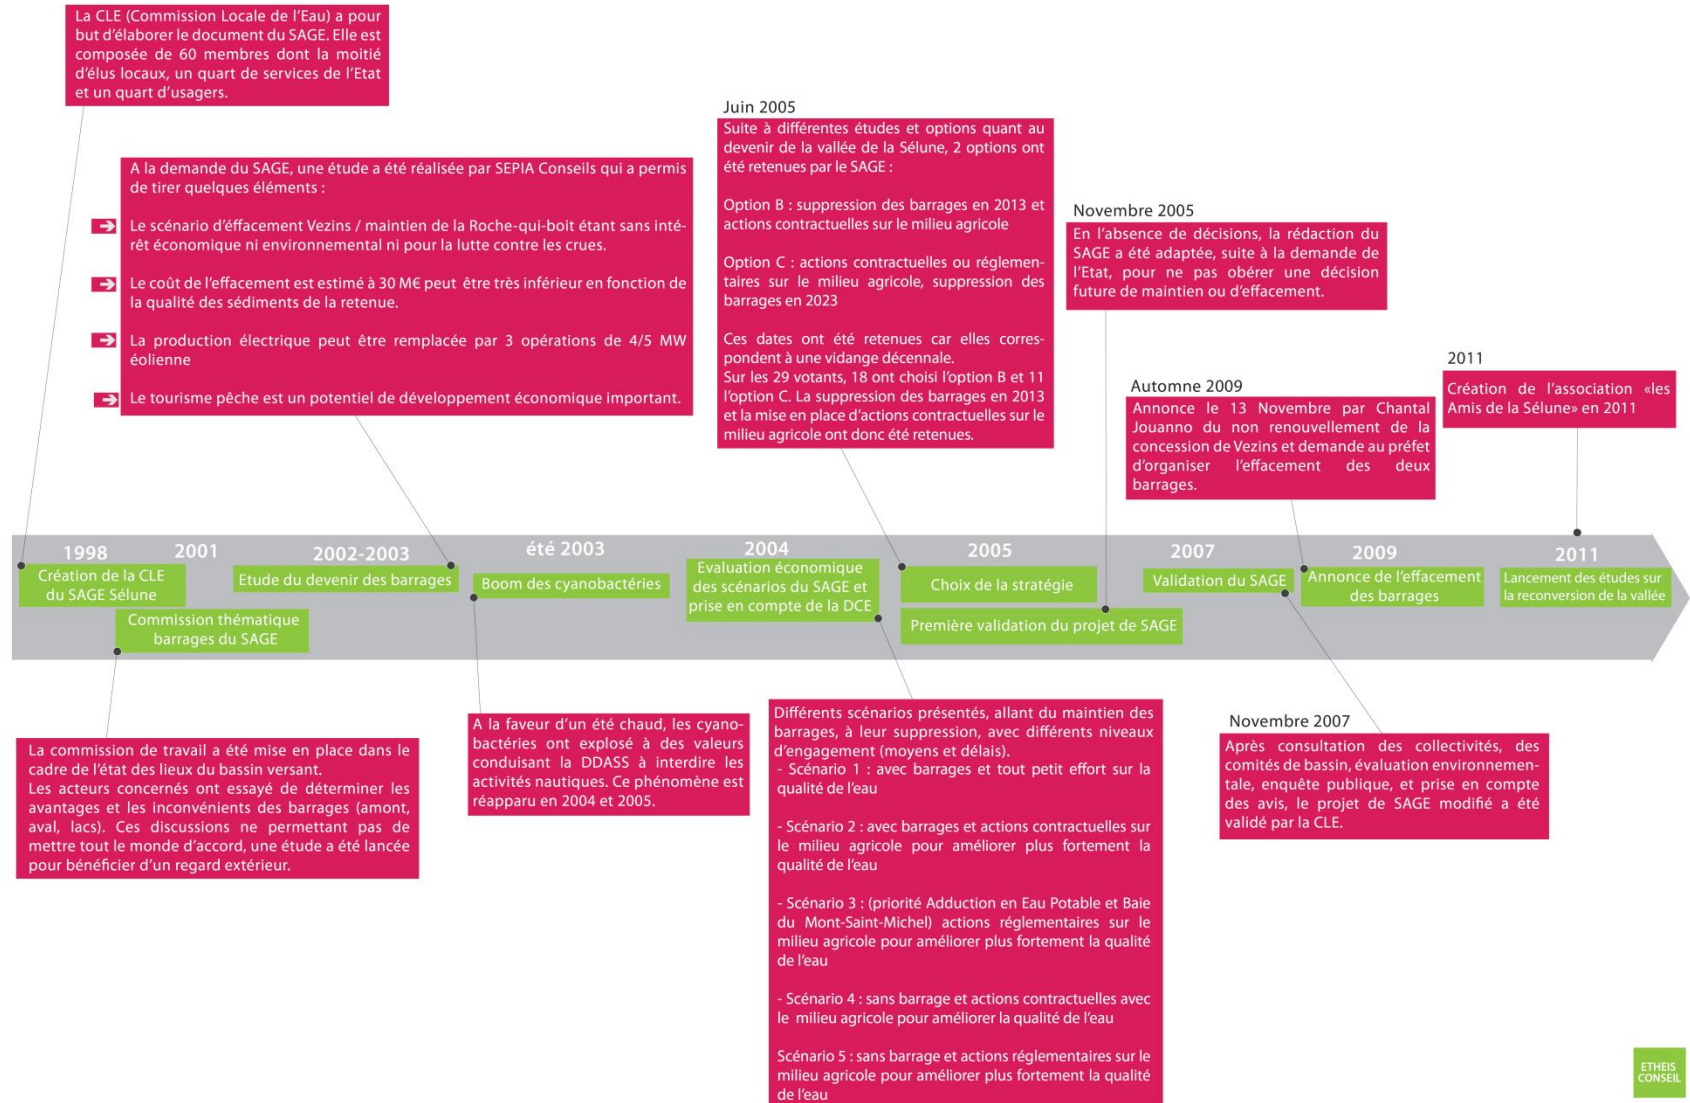 La CLE (Commission Locale de l'Eau) a pour
but d'élaborer le document du SAGE. Elle est
composée de 60 membres dont la moitié
d'élus locaux, un quart de services de l'Etat
et un quart d'usagers.
A la demande du SAGE, une étude a été réalisée par SEPIA Conseils qui a permis
de tirer quelques éléments :
Le scénario d'éffacement Vezins / maintien de la Roche-qui-boit étant sans inté-
rêt économique ni environnemental ni pour la lutte contre les crues.
Le coût de l'effacement est estimé à 30 M€ peut être très inférieur en fonction de
la qualité des sédiments de la retenue.
La production électrique peut être remplacée par 3 opérations de 4/5 MW
éolienne
Le tourisme pêche est un potentiel de développement économique important.
Juin 2005
Suite à différentes études et options quant au
devenir de la vallée de la Sélune, 2 options ont
été retenues par le SAGE :
Option B : suppression des barrages en 2013 et
actions contractuelles sur le milieu agricole
Option C : actions contractuelles ou réglemen-
taires sur le milieu agricole, suppression des
barrages en 2023
Ces dates ont été retenues car elles corres-
pondent à une vidange décennale.
Sur les 29 votants, 18 ont choisi l'option B et 11
l'option C. La suppression des barrages en 2013
et la mise en place d'actions contractuelles sur le
milieu agricole ont donc été retenues.
Novembre 2005
En l'absence de décisions, la rédaction du
SAGE a été adaptée, suite à la demande de
l'Etat, pour ne pas obérer une décision
future de maintien ou d'effacement.
Automne 2009
Annonce le 13 Novembre par Chantal
Jouanno du non renouvellement de la
concession de Vezins et demande au préfet
d'organiser l'effacement des deux
barrages.
2011
Création de l'association «les
Amis de la Sélune» en 2011
1998
Création de la CLE
du SAGE Sélune
2001
Commission thématique
barrages du SAGE
2002-2003
Etude du devenir des barrages
été 2003
Boom des cyanobactéries
2004
Evaluation économique
des scénarios du SAGE et
prise en compte de la DCE
2005
Choix de la stratégie
Première validation du projet de SAGE
2007
Validation du SAGE
2009
Annonce de l'effacement
des barrages
2011
Lancement des études sur
la reconversion de la vallée
La commission de travail a été mise en place dans le
cadre de l'état des lieux du bassin versant.
Les acteurs concernés ont essayé de déterminer les
avantages et les inconvénients des barrages (amont,
aval, lacs). Ces discussions ne permettant pas de
mettre tout le monde d'accord, une étude a été lancée
pour bénéficier d'un regard extérieur.
A la faveur d'un été chaud, les cyano-
bactéries ont explosé à des valeurs
conduisant la DDASS à interdire les
activités nautiques. Ce phénomène est
réapparu en 2004 et 2005.
Différents scénarios présentés, allant du maintien des
barrages, à leur suppression, avec différents niveaux
d'engagement (moyens et délais).
- Scénario 1 : avec barrages et tout petit effort sur la
qualité de l'eau
- Scénario 2 : avec barrages et actions contractuelles sur
le milieu agricole pour améliorer plus fortement la
qualité de l'eau
- Scénario 3 : (priorité Adduction en Eau Potable et Baie
du Mont-Saint-Michel) actions réglementaires sur le
milieu agricole pour améliorer plus fortement la qualité
de l'eau
- Scénario 4 : sans barrage et actions contractuelles avec
le milieu agricole pour améliorer la qualité de l'eau
Scénario 5 : sans barrage et actions réglementaires sur le
milieu agricole pour améliorer plus fortement la qualité
de l'eau
Novembre 2007
Après consultation des collectivités, des
comités de bassin, évaluation environnemen-
tale, enquête publique, et prise en compte
des avis, le projet de SAGE modifié a été
validé par la CLE.
ETHEIS
CONSEIL